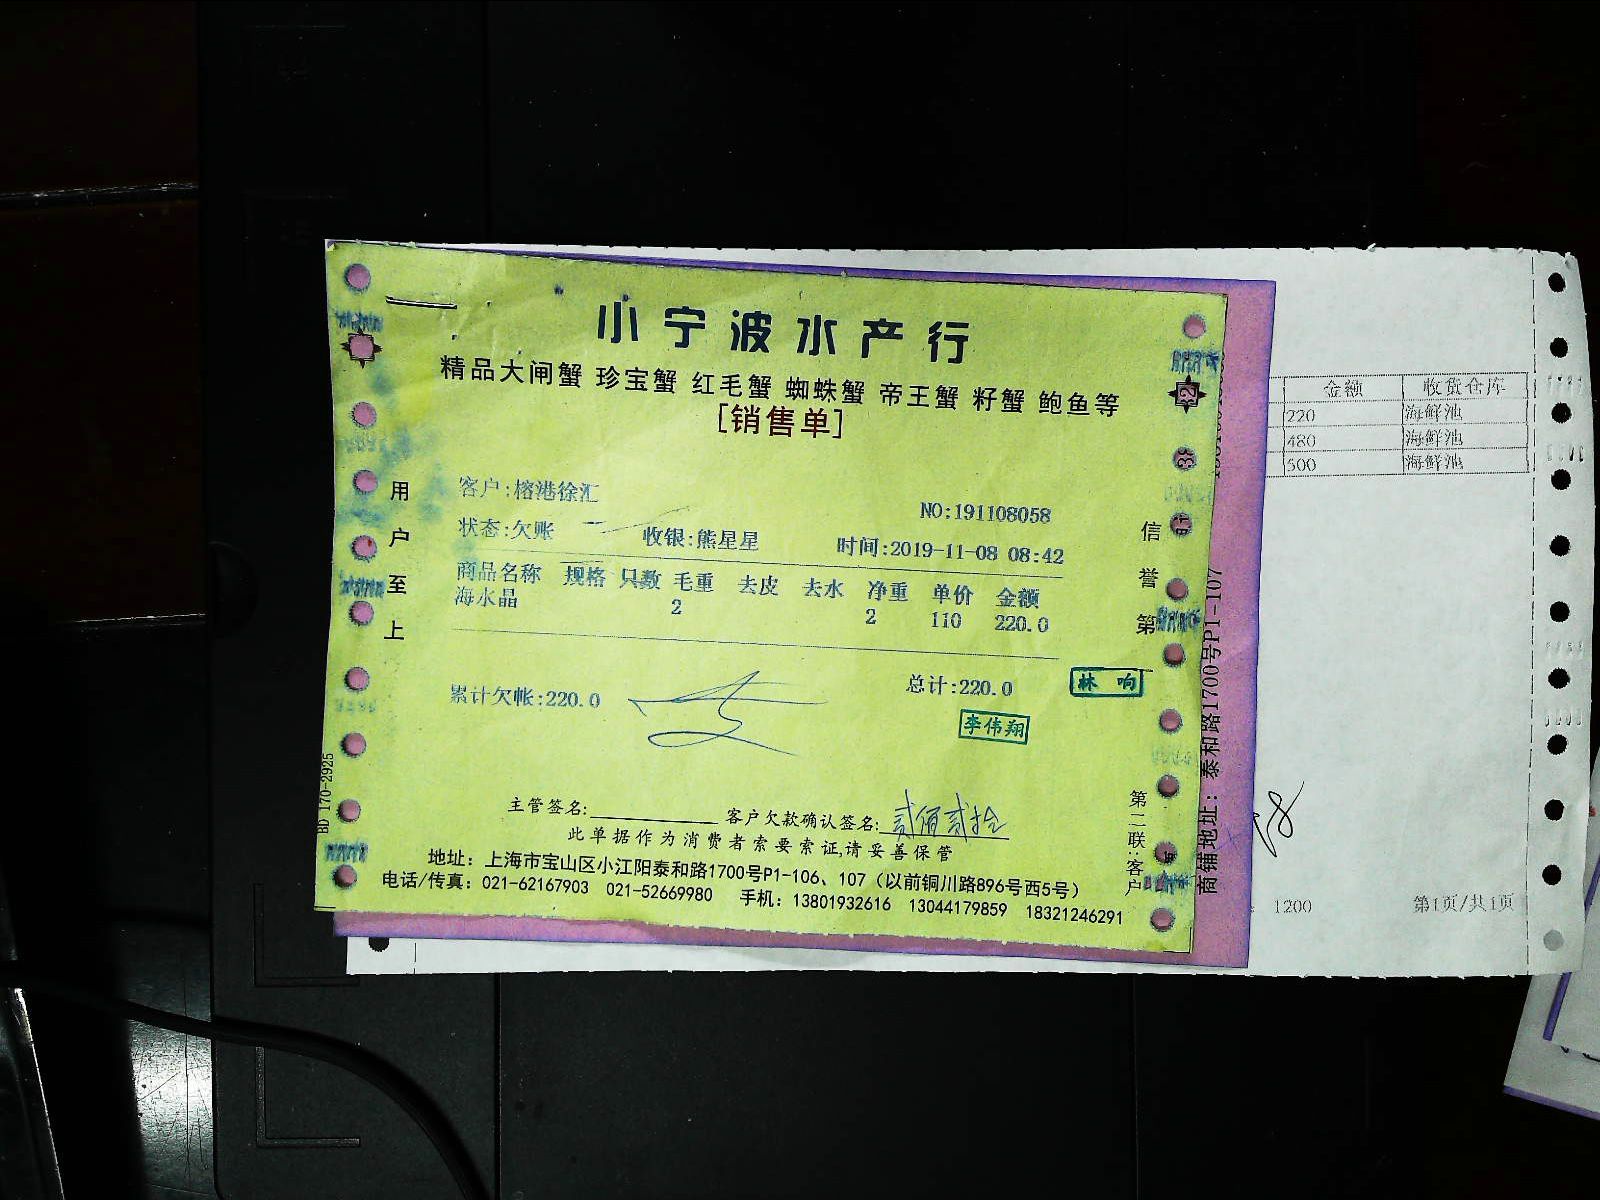 小宁波水产行
精品大闸蟹 珍宝蟹 红毛蟹 蜘蛛蟹 帝王蟹 籽蟹 鲍鱼等
[销售单]
客户:榕港徐汇
NO:191108058
状态:欠账 收银:熊星星 时间:2019-11-08 08:42
商品名称 规格 只数 毛重 去皮 去水 净重 单价 金额
海水晶 2 2 110 220.0
累计欠帐:220.0 总计:220.0
林 响
李伟翔
主管签名: 客户欠款确认签名: 贰佰贰拾
此单据作为消费者索要索证,请妥善保管
地址：上海市宝山区小江阳泰和路1700号P1-106、107（以前铜川路896号西5号）
电话/传真：021-62167903 021-52669980 手机：13801932616 13044179859 18321246291
用户至上
信誉第
第二联:客户
BD 170-2925
商铺地址：泰和路1700号P1-107
金额 收货仓库
220 海鲜池
480 海鲜池
500 海鲜池
1200 第1页/共1页